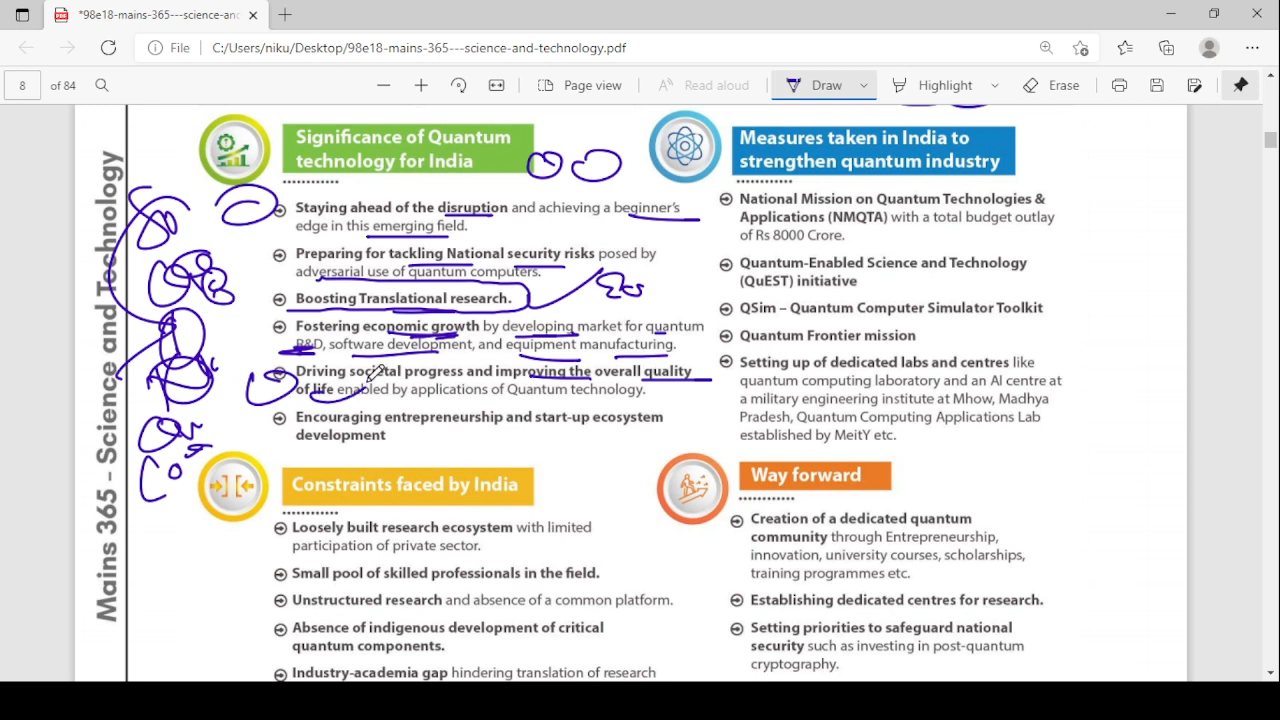 *98e18-mains-365---science-and
File
C:/Users/niku/Desktop/98e18-mains-365---science-and-technology.pdf
8
of 84
Page view
Read aloud
Draw
Highlight
Erase
Mains 365 - Science and Technology
Significance of Quantum
technology for India
Staying ahead of the disruption and achieving a beginner's
edge in this emerging field.
Preparing for tackling National security risks posed by
adversarial use of quantum computers.
Boosting Translational research.
Fostering economic growth by developing market for quantum
R&D, software development, and equipment manufacturing.
Driving societal progress and improving the overall quality
of life enabled by applications of Quantum technology.
Encouraging entrepreneurship and start-up ecosystem
development
Measures taken in India to
strengthen quantum industry
National Mission on Quantum Technologies &
Applications (NMQTA) with a total budget outlay
of Rs 8000 Crore.
Quantum-Enabled Science and Technology
(QuEST) initiative
QSim – Quantum Computer Simulator Toolkit
Quantum Frontier mission
Setting up of dedicated labs and centres like
quantum computing laboratory and an AI centre at
a military engineering institute at Mhow, Madhya
Pradesh, Quantum Computing Applications Lab
established by MeitY etc.
Constraints faced by India
Loosely built research ecosystem with limited
participation of private sector.
Small pool of skilled professionals in the field.
Unstructured research and absence of a common platform.
Absence of indigenous development of critical
quantum components.
Industry-academia gap hindering translation of research
Way forward
Creation of a dedicated quantum
community through Entrepreneurship,
innovation, university courses, scholarships,
training programmes etc.
Establishing dedicated centres for research.
Setting priorities to safeguard national
security such as investing in post-quantum
cryptography.